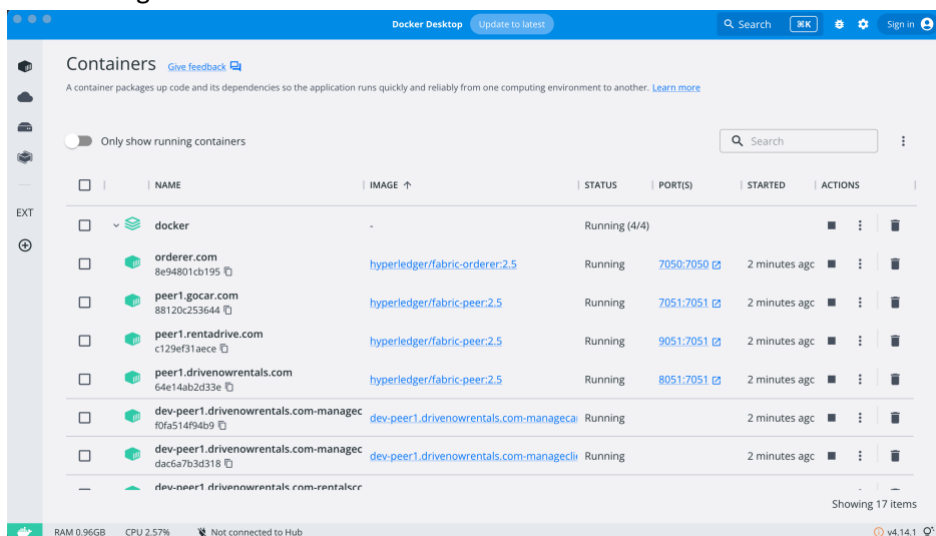 Docker Desktop Update to latest Search ⌘K Sign in
Containers Give feedback
A container packages up code and its dependencies so the application runs quickly and reliably from one computing environment to another. Learn more
Only show running containers Search
NAME IMAGE ↑ STATUS PORT(S) STARTED ACTIONS
EXT
docker - Running (4/4)
orderer.com
8e94801cb195
hyperledger/fabric-orderer:2.5 Running 7050:7050 2 minutes agc
peer1.gocar.com
88120c253644
hyperledger/fabric-peer:2.5 Running 7051:7051 2 minutes agc
peer1.rentadrive.com
c129ef31aece
hyperledger/fabric-peer:2.5 Running 9051:7051 2 minutes agc
peer1.drivenowrentals.com
64e14ab2d33e
hyperledger/fabric-peer:2.5 Running 8051:7051 2 minutes agc
dev-peer1.drivenowrentals.com-managec
f0fa514f94b9
dev-peer1.drivenowrentals.com-manageca Running 2 minutes agc
dev-peer1.drivenowrentals.com-managec
dac6a7b3d318
dev-peer1.drivenowrentals.com-managecli Running 2 minutes agc
dev-peer1.drivenowrentals.com-rentalscc
Showing 17 items
RAM 0.96GB CPU 2.57% Not connected to Hub v4.14.1